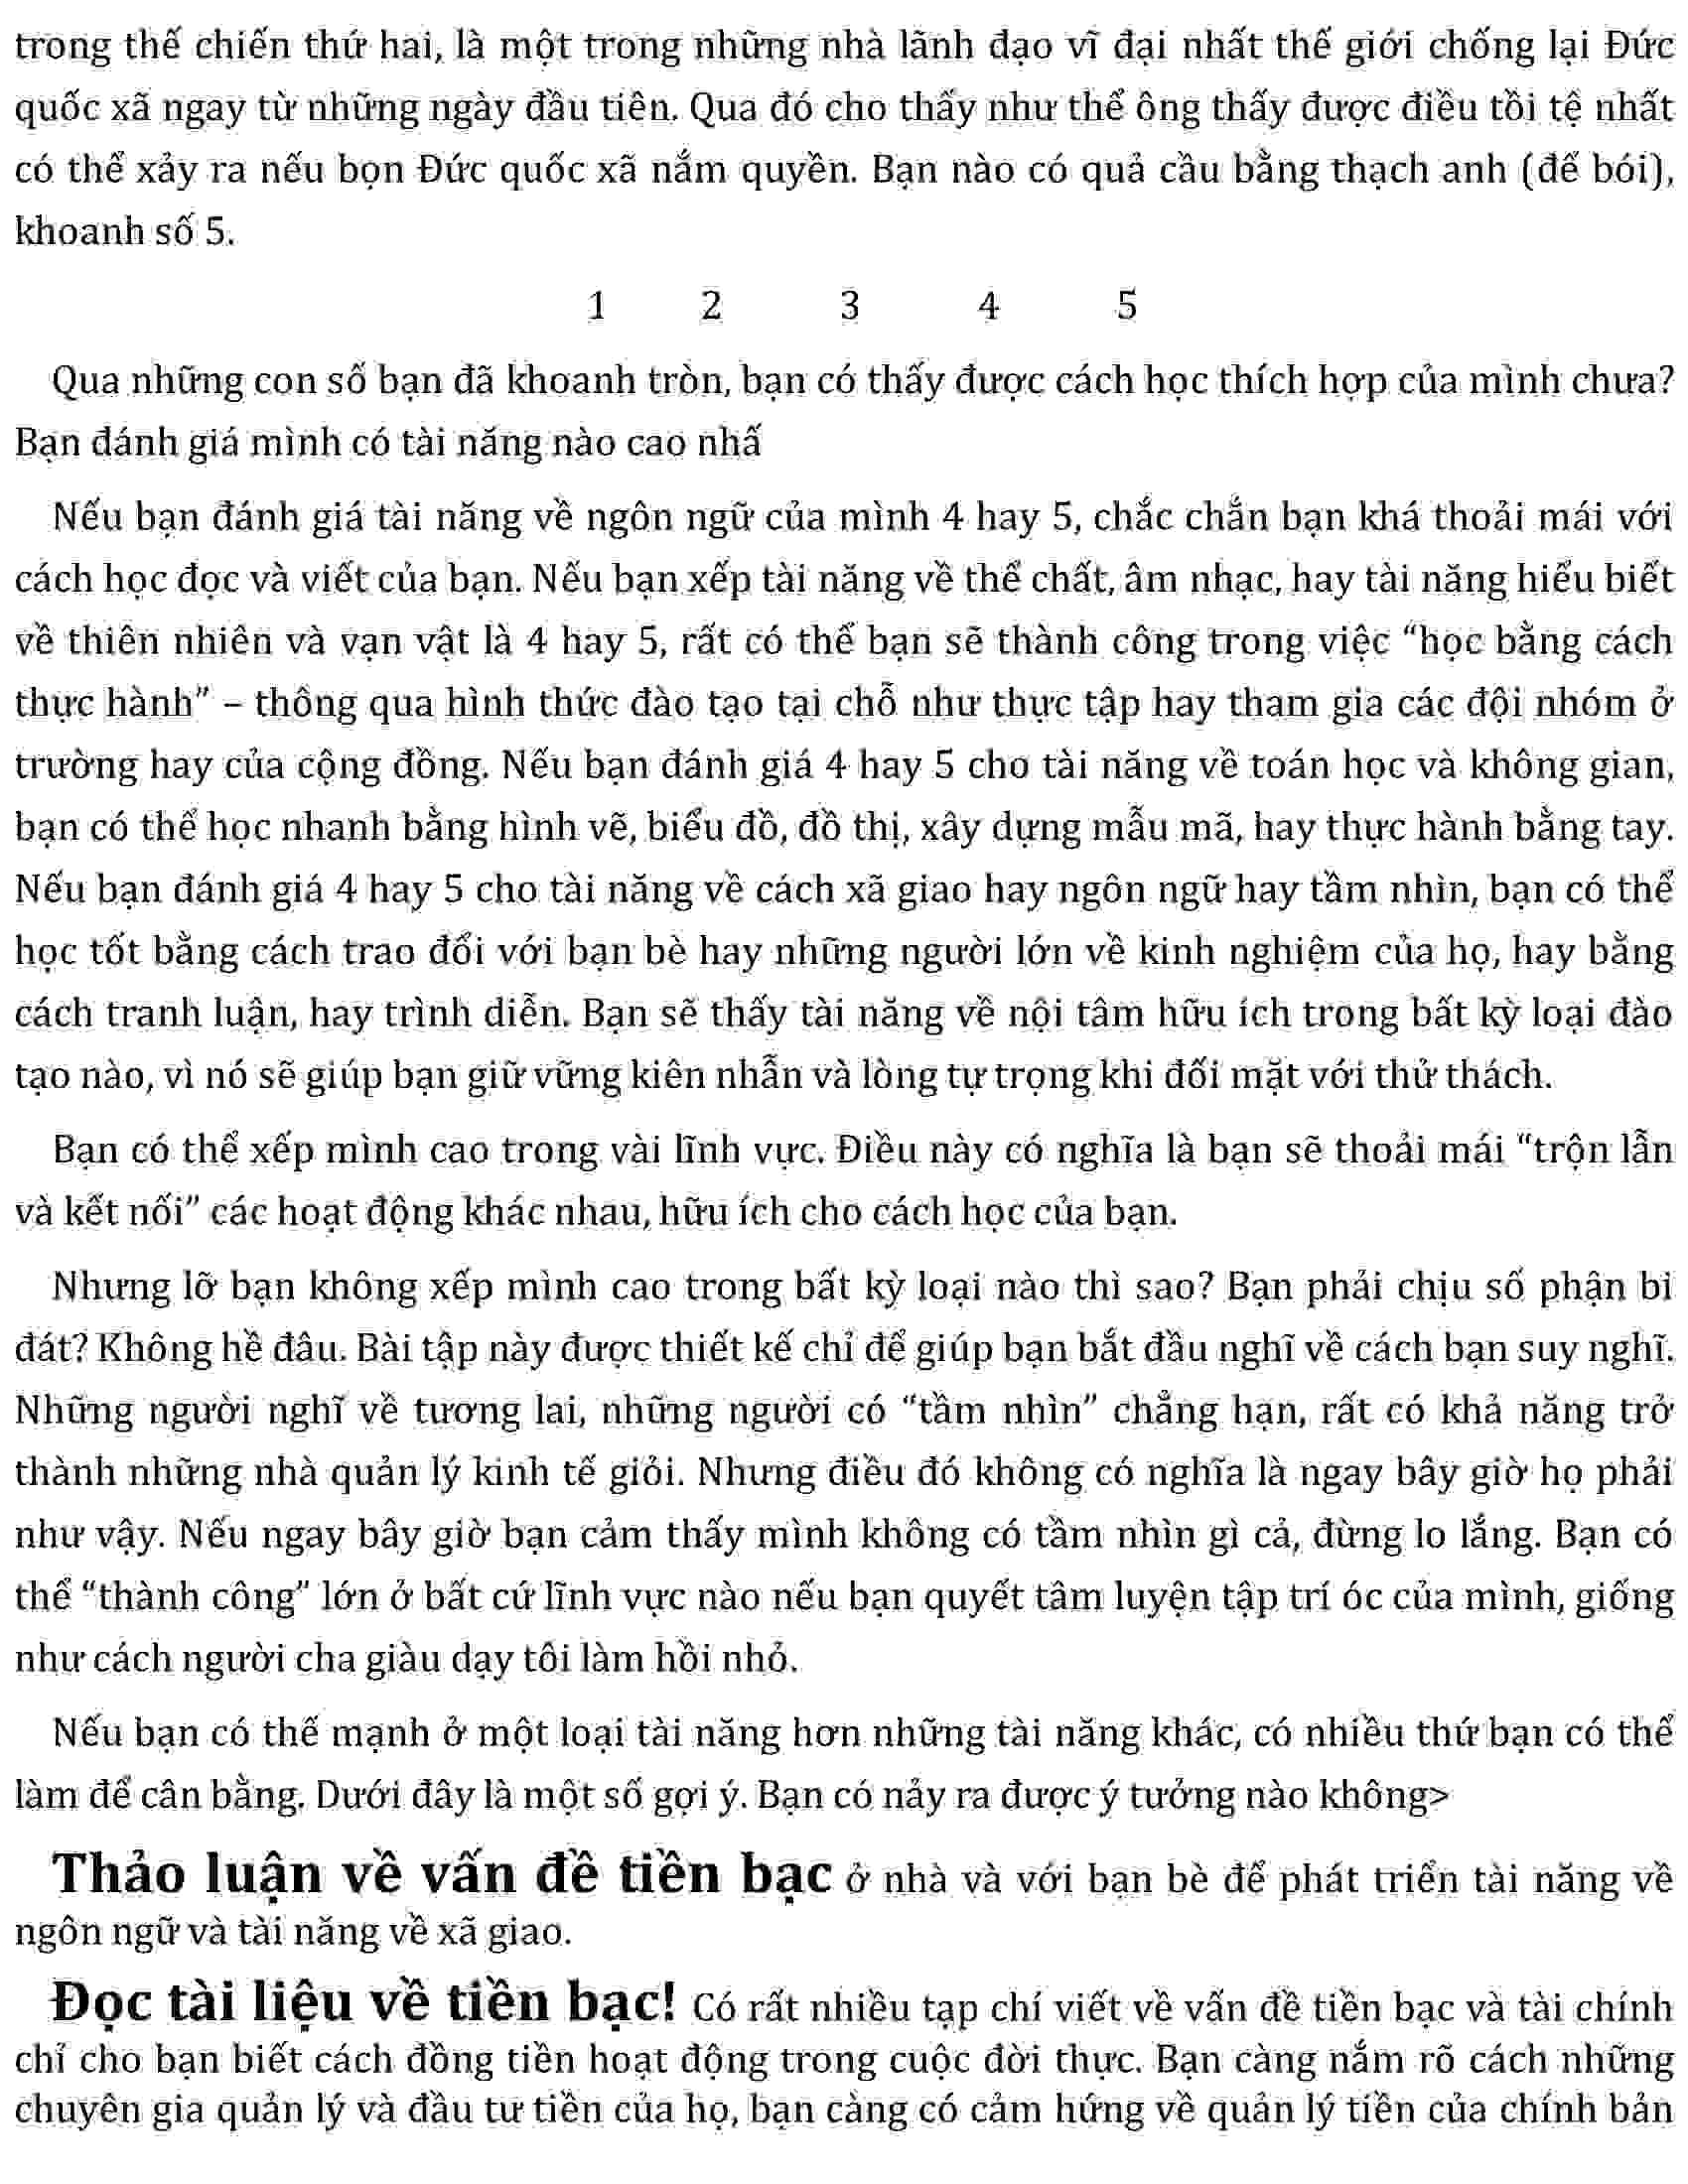 trong thế chiến thứ hai, là một trong những nhà lãnh đạo vĩ đại nhất thế giới chống lại Đức
quốc xã ngay từ những ngày đầu tiên. Qua đó cho thấy như thể ông thấy được điều tồi tệ nhất
có thể xảy ra nếu bọn Đức quốc xã nắm quyền. Bạn nào có quả cầu bằng thạch anh (để bói),
khoanh số 5.
1 2 3 4 5
Qua những con số bạn đã khoanh tròn, bạn có thấy được cách học thích hợp của mình chưa?
Bạn đánh giá mình có tài năng nào cao nhấ
Nếu bạn đánh giá tài năng về ngôn ngữ của mình 4 hay 5, chắc chắn bạn khá thoải mái với
cách học đọc và viết của bạn. Nếu bạn xếp tài năng về thể chất, âm nhạc, hay tài năng hiểu biết
về thiên nhiên và vạn vật là 4 hay 5, rất có thể bạn sẽ thành công trong việc “học bằng cách
thực hành” – thông qua hình thức đào tạo tại chỗ như thực tập hay tham gia các đội nhóm ở
trường hay của cộng đồng. Nếu bạn đánh giá 4 hay 5 cho tài năng về toán học và không gian,
bạn có thể học nhanh bằng hình vẽ, biểu đồ, đồ thị, xây dựng mẫu mã, hay thực hành bằng tay.
Nếu bạn đánh giá 4 hay 5 cho tài năng về cách xã giao hay ngôn ngữ hay tầm nhìn, bạn có thể
học tốt bằng cách trao đổi với bạn bè hay những người lớn về kinh nghiệm của họ, hay bằng
cách tranh luận, hay trình diễn. Bạn sẽ thấy tài năng về nội tâm hữu ích trong bất kỳ loại đào
tạo nào, vì nó sẽ giúp bạn giữ vững kiên nhẫn và lòng tự trọng khi đối mặt với thử thách.
Bạn có thể xếp mình cao trong vài lĩnh vực. Điều này có nghĩa là bạn sẽ thoải mái “trộn lẫn
và kết nối” các hoạt động khác nhau, hữu ích cho cách học của bạn.
Nhưng lỡ bạn không xếp mình cao trong bất kỳ loại nào thì sao? Bạn phải chịu số phận bi
đát? Không hề đâu. Bài tập này được thiết kế chỉ để giúp bạn bắt đầu nghĩ về cách bạn suy nghĩ.
Những người nghĩ về tương lai, những người có “tầm nhìn” chẳng hạn, rất có khả năng trở
thành những nhà quản lý kinh tế giỏi. Nhưng điều đó không có nghĩa là ngay bây giờ họ phải
như vậy. Nếu ngay bây giờ bạn cảm thấy mình không có tầm nhìn gì cả, đừng lo lắng. Bạn có
thể “thành công” lớn ở bất cứ lĩnh vực nào nếu bạn quyết tâm luyện tập trí óc của mình, giống
như cách người cha giàu dạy tôi làm hồi nhỏ.
Nếu bạn có thế mạnh ở một loại tài năng hơn những tài năng khác, có nhiều thứ bạn có thể
làm để cân bằng. Dưới đây là một số gợi ý. Bạn có nảy ra được ý tưởng nào không>
Thảo luận về vấn đề tiền bạc ở nhà và với bạn bè để phát triển tài năng về
ngôn ngữ và tài năng về xã giao.
Đọc tài liệu về tiền bạc! Có rất nhiều tạp chí viết về vấn đề tiền bạc và tài chính
chỉ cho bạn biết cách đồng tiền hoạt động trong cuộc đời thực. Bạn càng nắm rõ cách những
chuyên gia quản lý và đầu tư tiền của họ, bạn càng có cảm hứng về quản lý tiền của chính bản